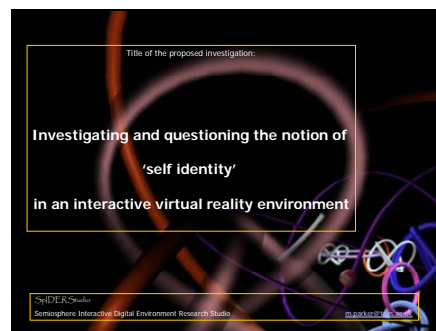 Title of the proposed investigation:
Investigating and questioning the notion of
‘self identity’
in an interactive virtual reality environment
SpIDERStudio
Semiosphere Interactive Digital Environment Research Studio